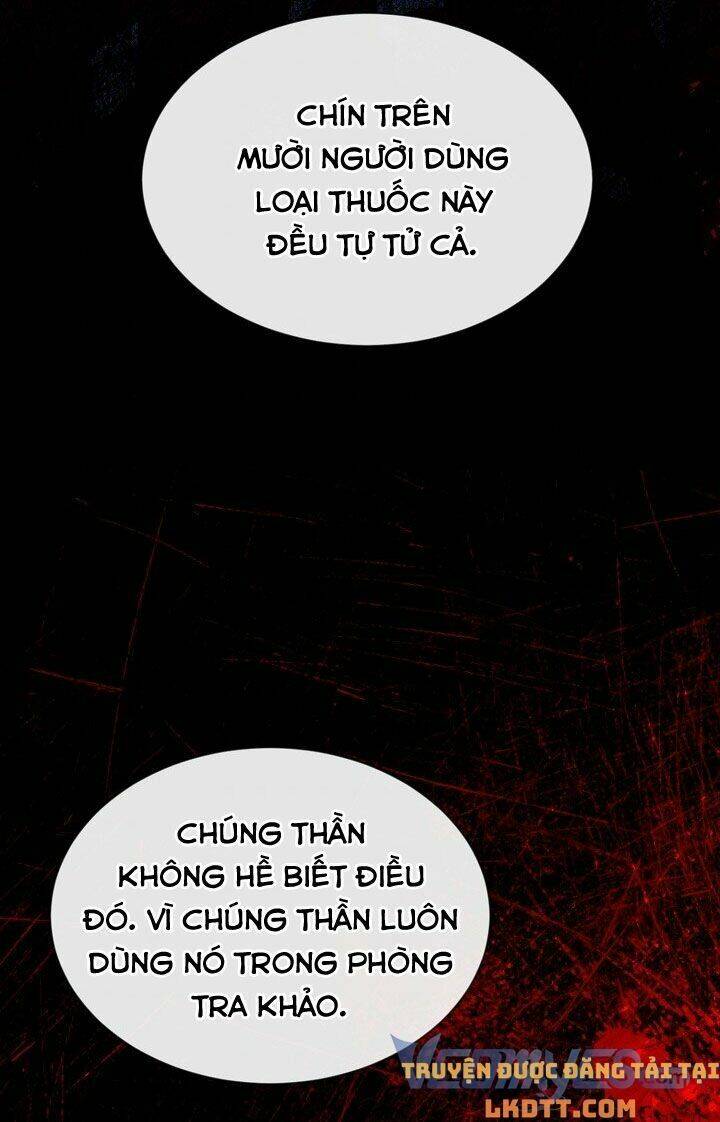 CHÍN TRÊN
MƯỜI NGƯỜI DÙNG
LOẠI THUỐC NÀY
ĐỀU TỰ TỬ CẢ.
CHÚNG THẦN
KHÔNG HỀ BIẾT ĐIỀU
ĐÓ. VÌ CHÚNG THẦN LUÔN
DÙNG NÓ TRONG PHÒNG
TRA KHẢO.
TRUYỆN ĐƯỢC ĐĂNG TẢI TẠI
LKDTT.COM